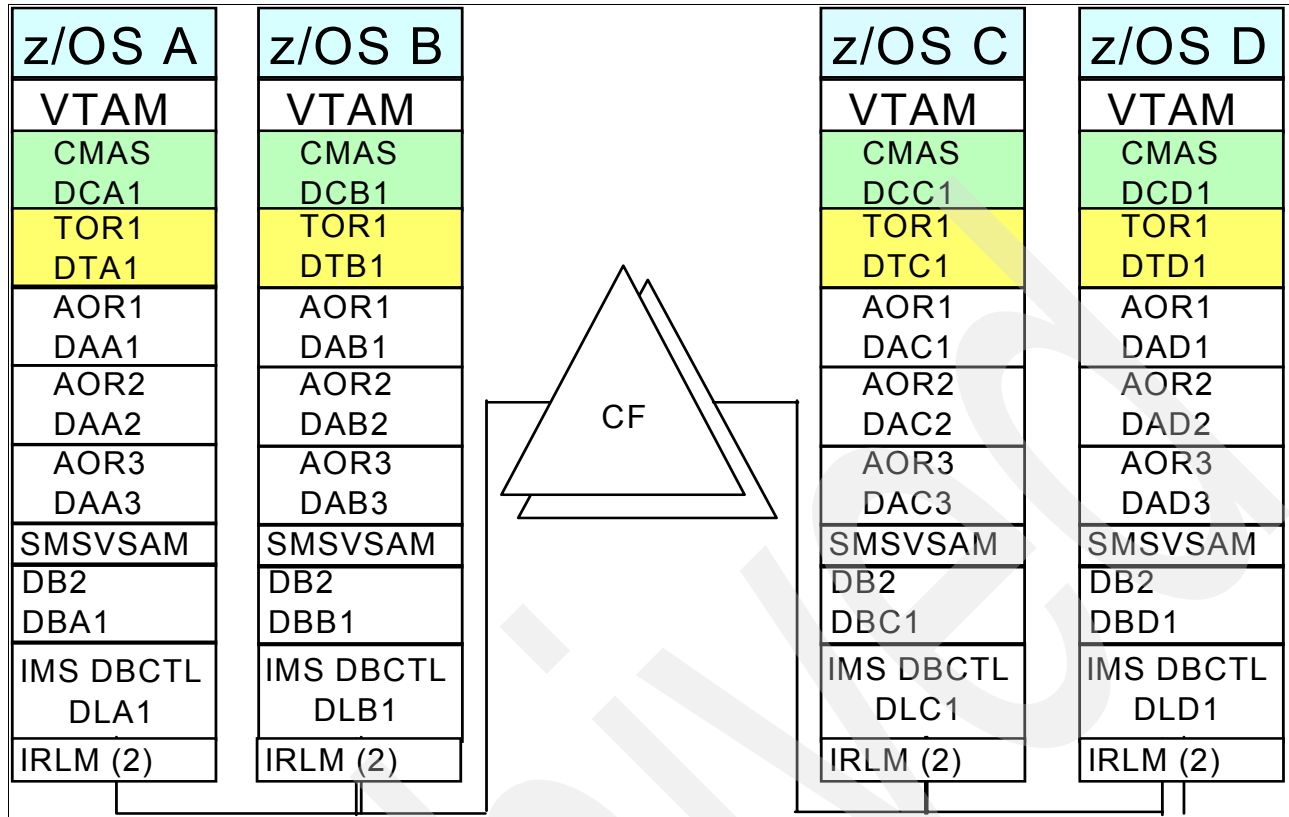 z/OS A
VTAM
CMAS
DCA1
TOR1
DTA1
AOR1
DAA1
AOR2
DAA2
AOR3
DAA3
SMSVSAM
DB2
DBA1
IMS DBCTL
DLA1
IRLM (2)
z/OS B
VTAM
CMAS
DCB1
TOR1
DTB1
AOR1
DAB1
AOR2
DAB2
AOR3
DAB3
SMSVSAM
DB2
DBB1
IMS DBCTL
DLB1
IRLM (2)
CF
z/OS C
VTAM
CMAS
DCC1
TOR1
DTC1
AOR1
DAC1
AOR2
DAC2
AOR3
DAC3
SMSVSAM
DB2
DBC1
IMS DBCTL
DLC1
IRLM (2)
z/OS D
VTAM
CMAS
DCD1
TOR1
DTD1
AOR1
DAD1
AOR2
DAD2
AOR3
DAD3
SMSVSAM
DB2
DBD1
IMS DBCTL
DLD1
IRLM (2)